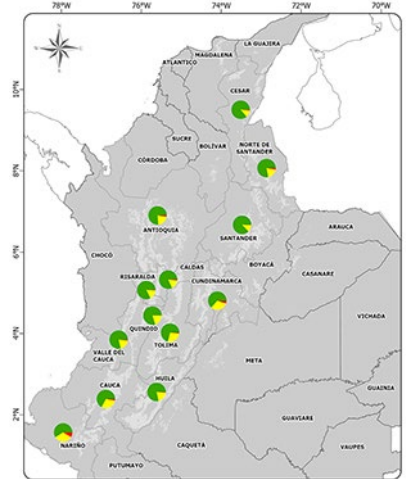 78°W 76°W 74°W 72°W 70°W
LA GUAJIRA
MAGDALENA
ATLANTICO
CESAR
10°N
SUCRE
BOLÍVAR
NORTE DE
SANTANDER
CÓRDOBA
8°N
ANTIOQUIA
SANTANDER
ARAUCA
6°N
CHOCÓ
BOYACÁ
CALDAS
RISARALDA
CUNDINAMARCA
CASANARE
VICHADA
4°N
QUINDIO
TOLIMA
VALLE DEL
CAUCA
META
HUILA
CAUCA
GUAINIA
2°N
GUAVIARE
NARIÑO
CAQUETÁ
VAUPES
PUTUMAYO